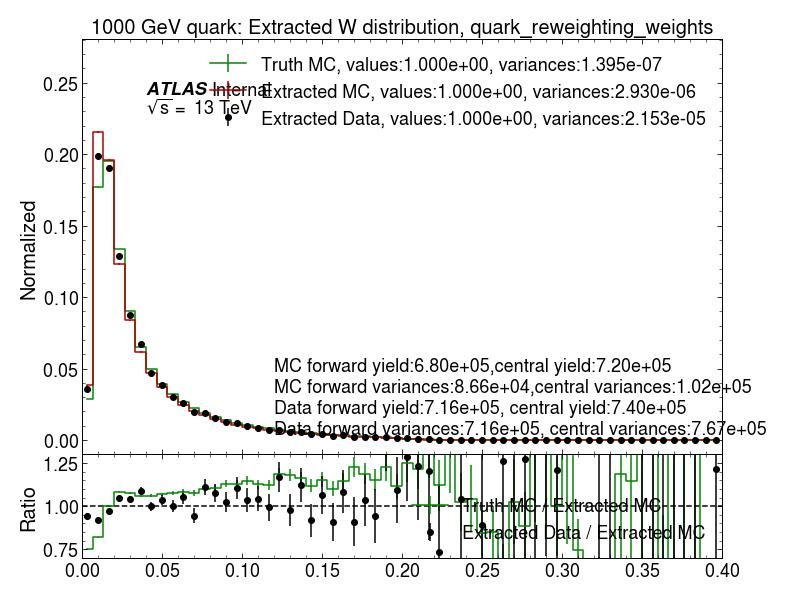 1000 GeV quark: Extracted W distribution, quark_reweighting_weights
Truth MC, values:1.000e+00, variances:1.395e-07
ATLAS Internal
Extracted MC, values:1.000e+00, variances:2.930e-06
√s = 13 TeV
Extracted Data, values:1.000e+00, variances:2.153e-05
Normalized
0.25
0.20
0.15
0.10
0.05
0.00
MC forward yield:6.80e+05,central yield:7.20e+05
MC forward variances:8.66e+04,central variances:1.02e+05
Data forward yield:7.16e+05, central yield:7.40e+05
Data forward variances:7.16e+05, central variances:7.67e+05
Ratio
1.25
1.00
0.75
Truth MC / Extracted MC
Extracted Data / Extracted MC
0.00 0.05 0.10 0.15 0.20 0.25 0.30 0.35 0.40